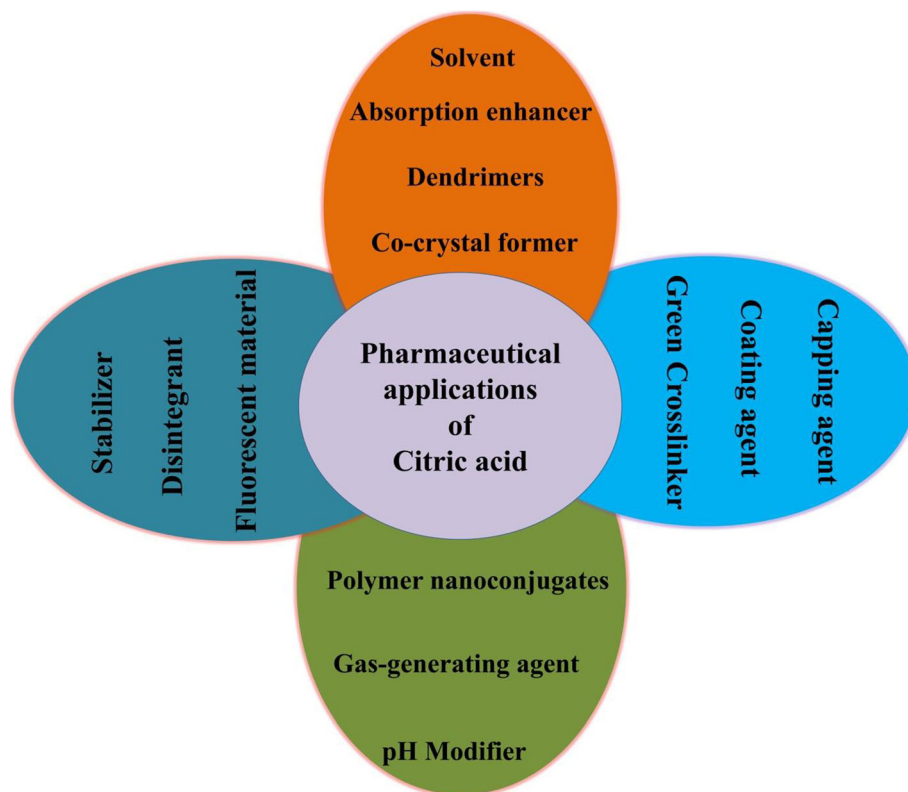 Solvent
Absorption enhancer
Dendrimers
Co-crystal former
Stabilizer
Disintegrant
Fluorescent material
Pharmaceutical
applications
of
Citric acid
Green Crosslinker
Coating agent
Capping agent
Polymer nanoconjugates
Gas-generating agent
pH Modifier